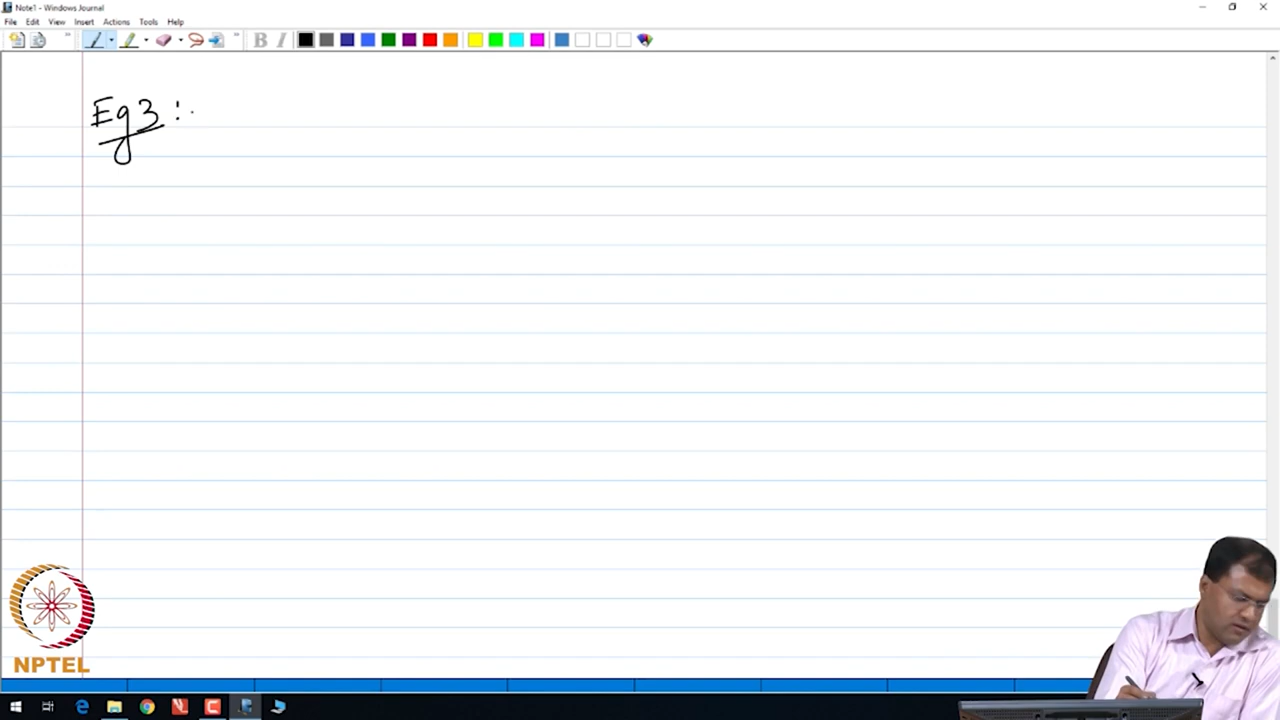 Note1 - Windows Journal
File Edit View Insert Actions Tools Help
B I
Eg 3 :-
NPTEL